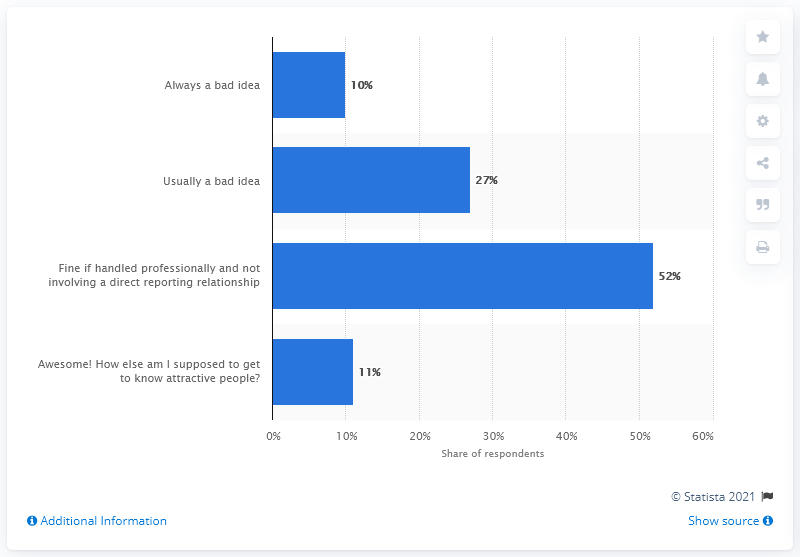 Always a bad idea
10%
Usually a bad idea
27%
Fine if handled professionally and not
involving a direct reporting relationship
52%
Awesome! How else am I supposed to get
to know attractive people?
11%
0% 10% 20% 30% 40% 50% 60%
Share of respondents
© Statista 2021
Additional Information
Show source